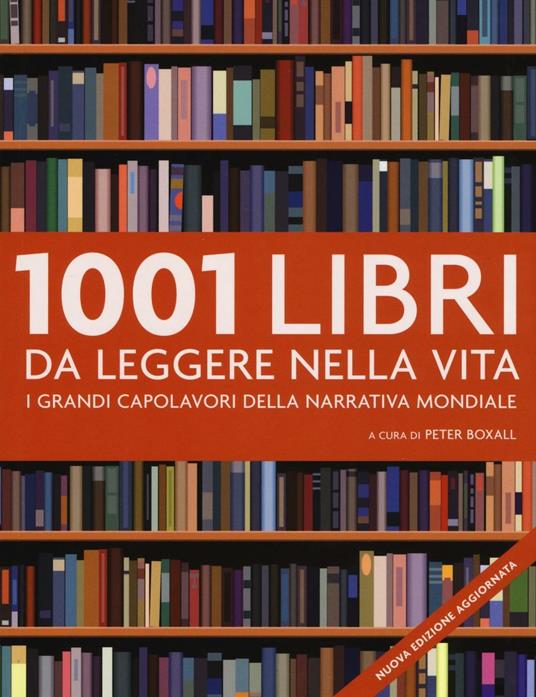 1001 LIBRI
DA LEGGERE NELLA VITA
I GRANDI CAPOLAVORI DELLA NARRATIVA MONDIALE
A CURA DI PETER BOXALL
NUOVA EDIZIONE AGGIORNATA